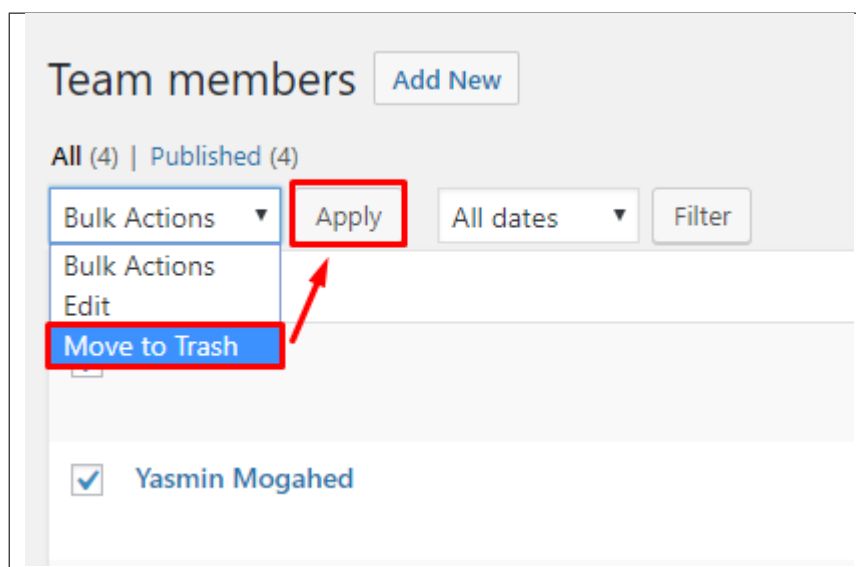 Team members Add New
All (4) | Published (4)
Bulk Actions Apply All dates Filter
Bulk Actions
Edit
Move to Trash
Yasmin Mogahed